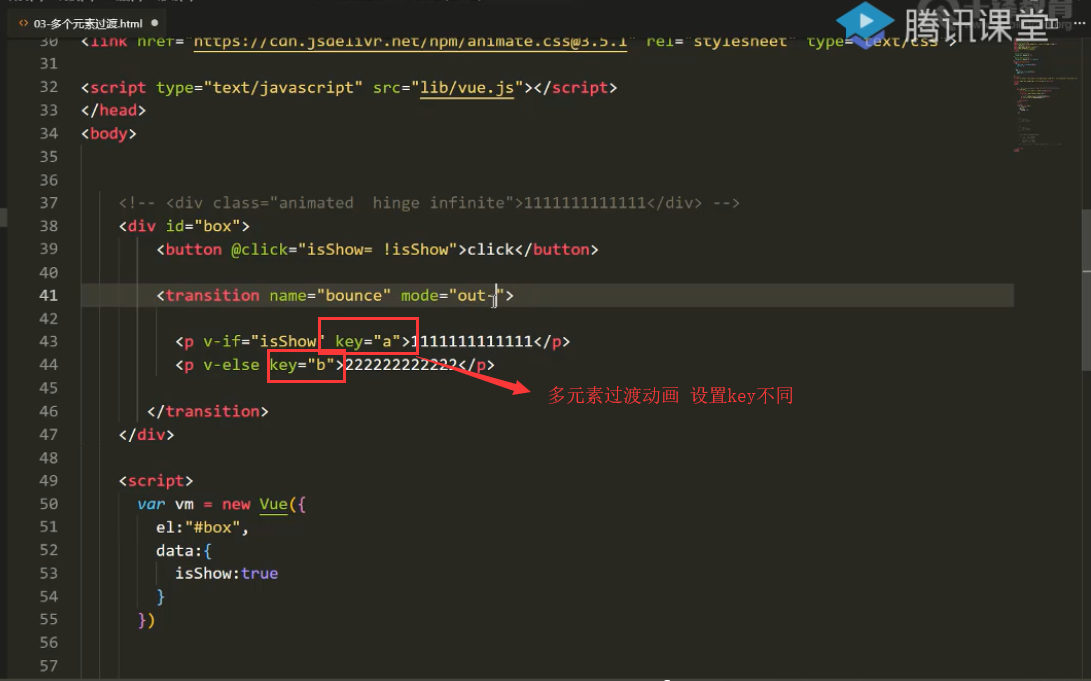 03-多个元素过渡.html
腾讯课堂
30 <link href="https://cdn.jsdelivr.net/npm/animate.css@3.5.1" rel="stylesheet" type="text/css">
31
32 <script type="text/javascript" src="lib/vue.js"></script>
33 </head>
34 <body>
35
36
37 <!-- <div class="animated  hinge infinite">1111111111111</div> -->
38 <div id="box">
39 <button @click="isShow= !isShow">click</button>
40
41 <transition name="bounce" mode="out-">
42
43 <p v-if="isShow" key="a">1111111111111</p>
44 <p v-else key="b">222222222222</p>
多元素过渡动画 设置key不同
45
46 </transition>
47 </div>
48
49 <script>
50 var vm = new Vue({
51 el:"#box",
52 data:{
53 isShow:true
54 }
55 })
56
57